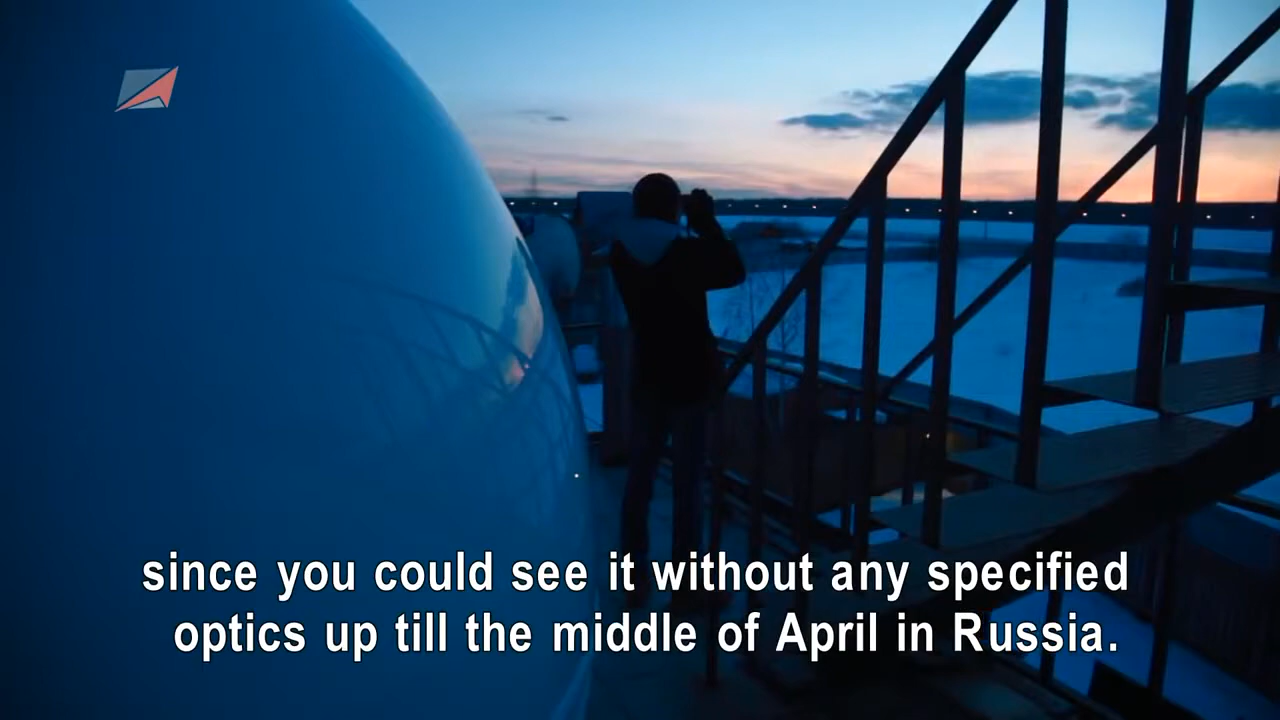 since you could see it without any specified
optics up till the middle of April in Russia.